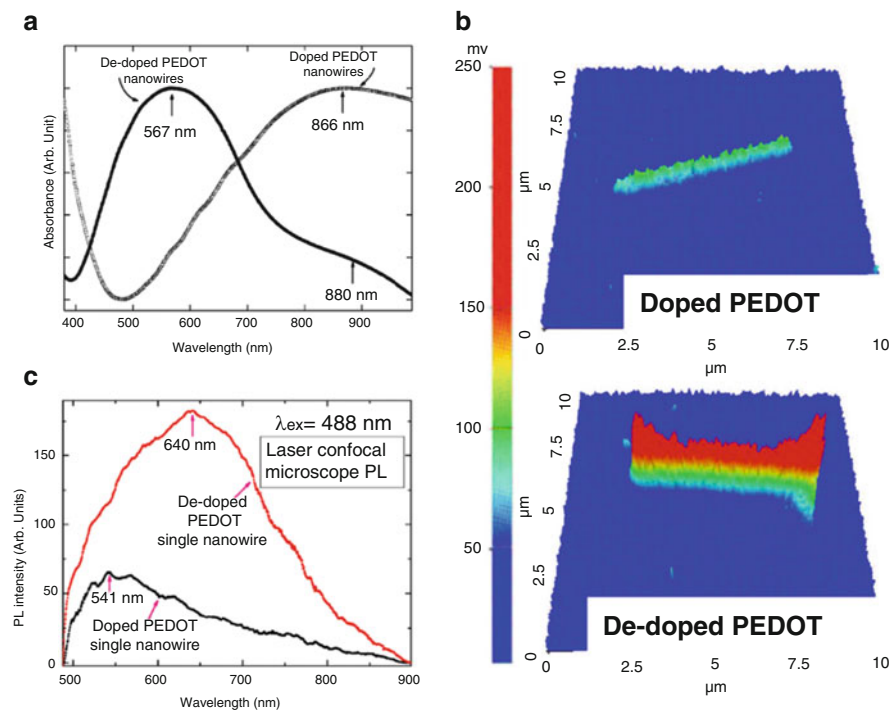 a
De-doped PEDOT
nanowires
Doped PEDOT
nanowires
567 nm
866 nm
880 nm
Absorbance (Arb. Unit)
380 500 600 700 800 900
Wavelength (nm)
b
mv
250
200
150
100
50
10
7.5
µm
5
2.5
0
Doped PEDOT
0 2.5 5 7.5 10
µm
10
7.5
µm
5
2.5
0
De-doped PEDOT
2.5 5 7.5 10
µm
c
λex= 488 nm
640 nm
Laser confocal
microscope PL
De-doped
PEDOT
single nanowire
541 nm
Doped PEDOT
single nanowire
PL intensity (Arb. Units)
150
100
50
0
500 600 700 800 900
Wavelength (nm)